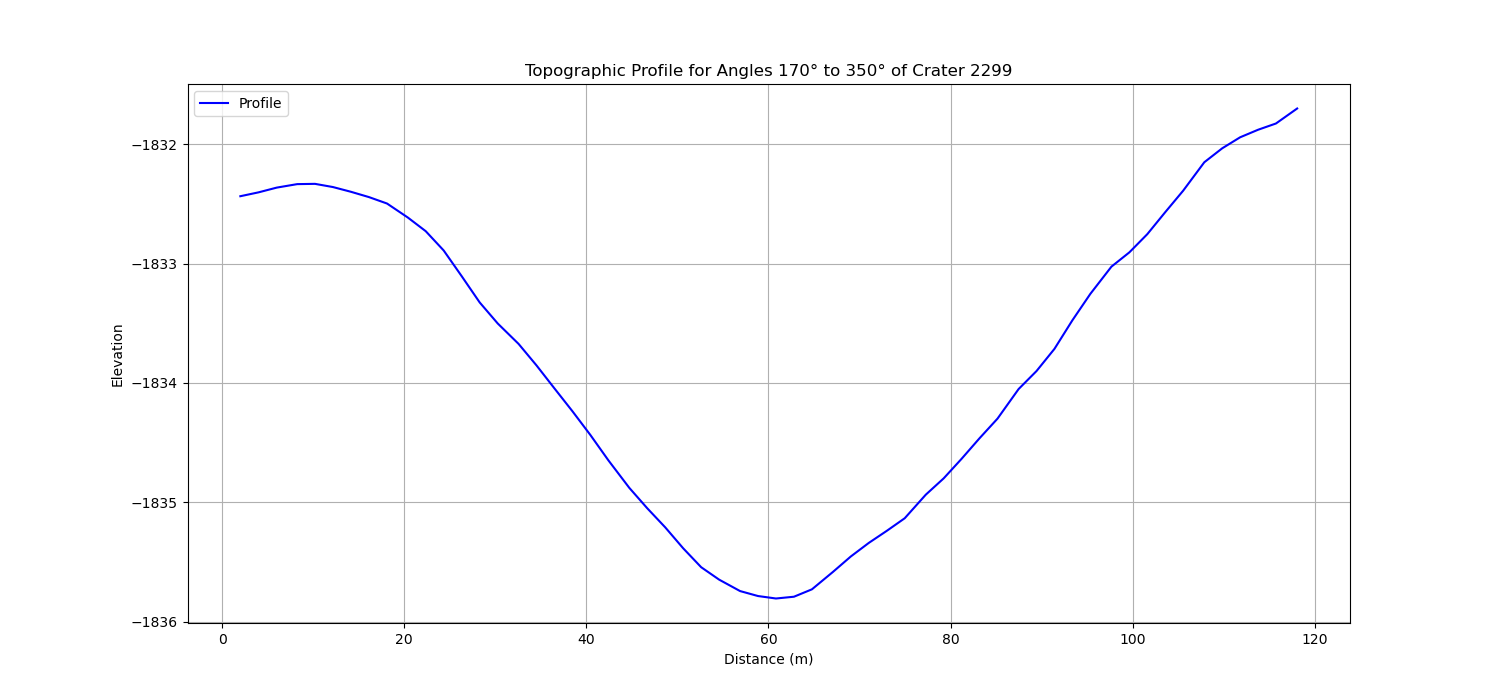 Topographic Profile for Angles 170° to 350° of Crater 2299
Profile
−1832
−1833
−1834
−1835
−1836
Elevation
0 20 40 60 80 100 120
Distance (m)